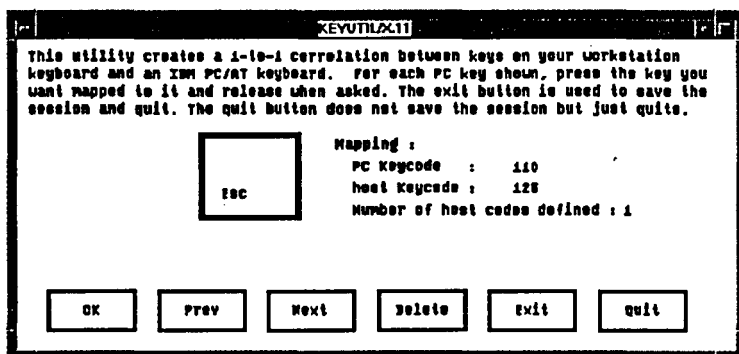 KEYUTIL/X.11
This utility creates a 1-to-1 correlation between keys on your workstation
keyboard and an IBM PC/AT keyboard. For each PC key shown, press the key you
want mapped to it and release when asked. The exit button is used to save the
session and quit. The quit button does not save the session but just quits.
Mapping :
PC Keycode : 110
ESC
host Keycode : 125
Number of host codes defined : 1
OK Prev Next Delete Exit Quit